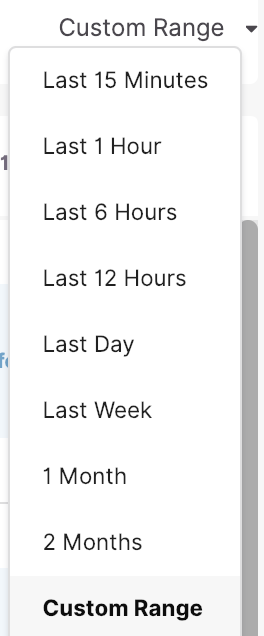 Custom Range
Last 15 Minutes
Last 1 Hour
Last 6 Hours
Last 12 Hours
Last Day
Last Week
1 Month
2 Months
Custom Range